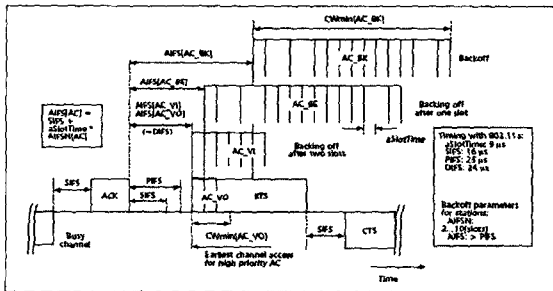 CWmin[AC_BK]
AIFS[AC_BK]
AC_BK
Backoff
AIFS[AC_BE]
AC_BE
Backing off
after one slot
AIFS[AC_VI]
AIFS[AC_VO]
(=DIFS)
AIFS[AC] =
SIFS +
aSlotTime *
AIFSN[AC]
AC_VI
Backing off
after two slots
aSlotTime
Timing with 802.11a:
aSlotTime: 9 µs
SIFS: 16 µs
PIFS: 25 µs
DIFS: 34 µs
Backoff parameters
for stations:
AIFSN:
2...10(slots)
AIFS: > PIFS
SIFS
ACK
PIFS
SIFS
AC_VO
RTS
Busy
channel
CWmin[AC_VO]
SIFS
CTS
Earliest channel access
for high priority AC
Time